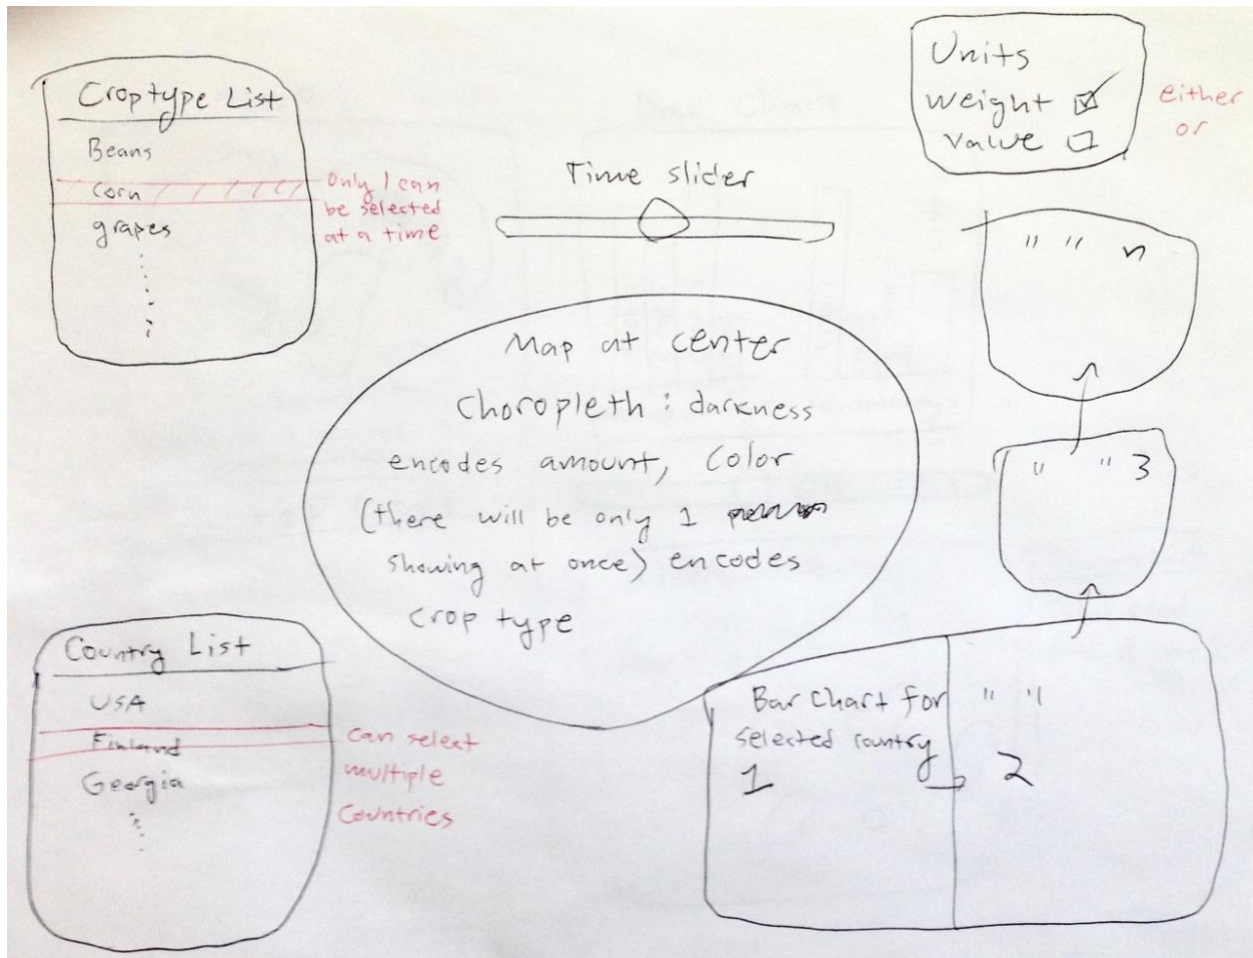 Croptype List
Beans
Corn
grapes
Only 1 can
be selected
at a time
Time slider
Units
weight
value
either
or
" " n
" " 3
Map at center
Choropleth : darkness
encodes amount, Color
(there will be only 1
showing at once) encodes
crop type
Country List
USA
Finland
Georgia
can select
multiple
Countries
Bar Chart for
selected country
1
" "
2